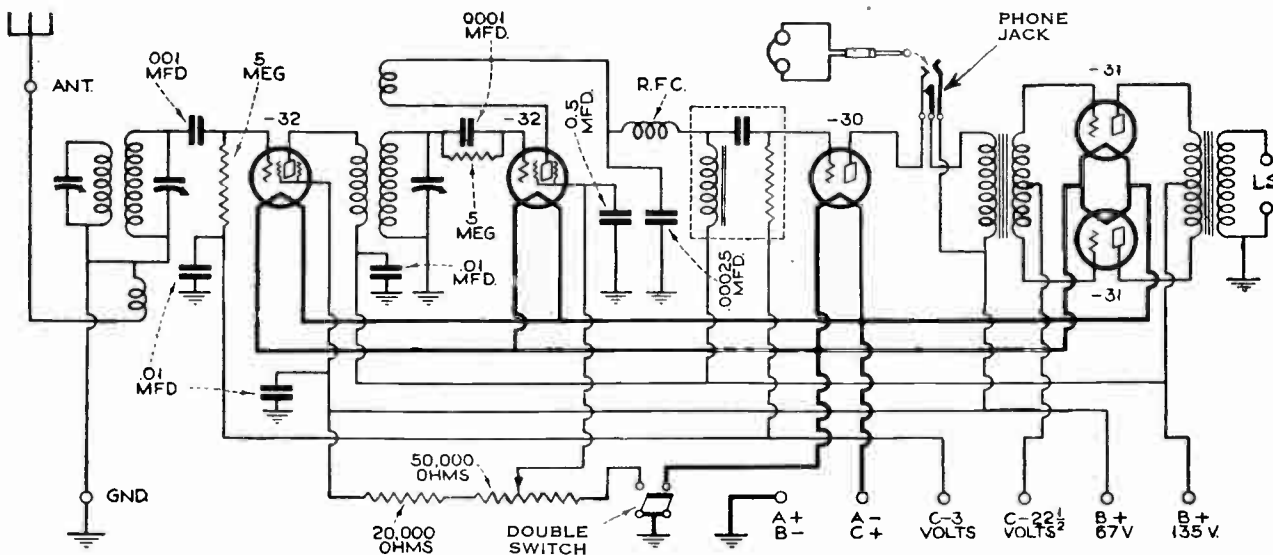 .0001
MFD.
PHONE
JACK
.001
MFD
5
MEG
ANT.
-32
-32
R.F.C.
0.5
MFD.
-30
-31
5
MEG
.01
MFD.
.00025
MFD.
-31
LS
.01
MFD
GND.
50,000
OHMS
20,000
OHMS
DOUBLE
SWITCH
A+
B-
A-
C+
C-3
VOLTS
C-22½
VOLTS
B+
67V
B+
135 V.